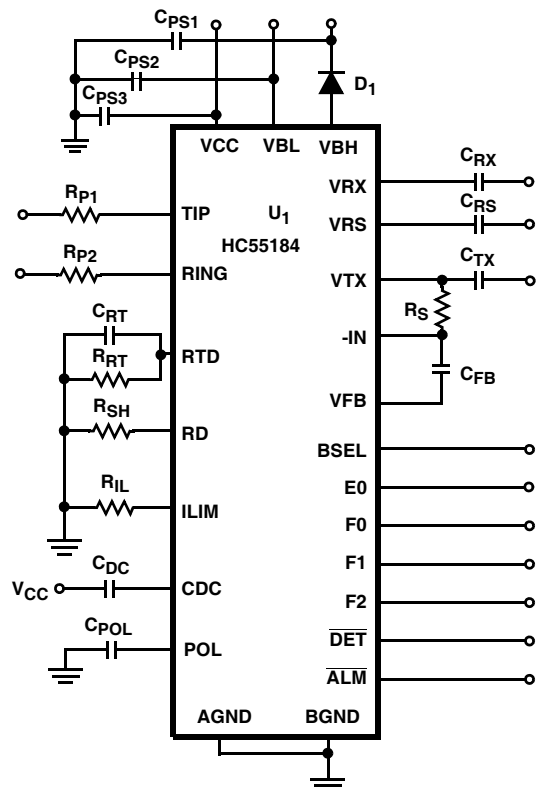 CPS1
CPS2
D1
CPS3
VCC VBL VBH
CRX
VRX
RP1
TIP
U1
CRS
VRS
HC55184
RP2
RING
CTX
VTX
CRT
RS
-IN
RRT
RTD
CFB
VFB
RSH
RD
BSEL
E0
RIL
ILIM
F0
F1
CDC
VCC
CDC
F2
CPOL
DET
POL
ALM
AGND BGND